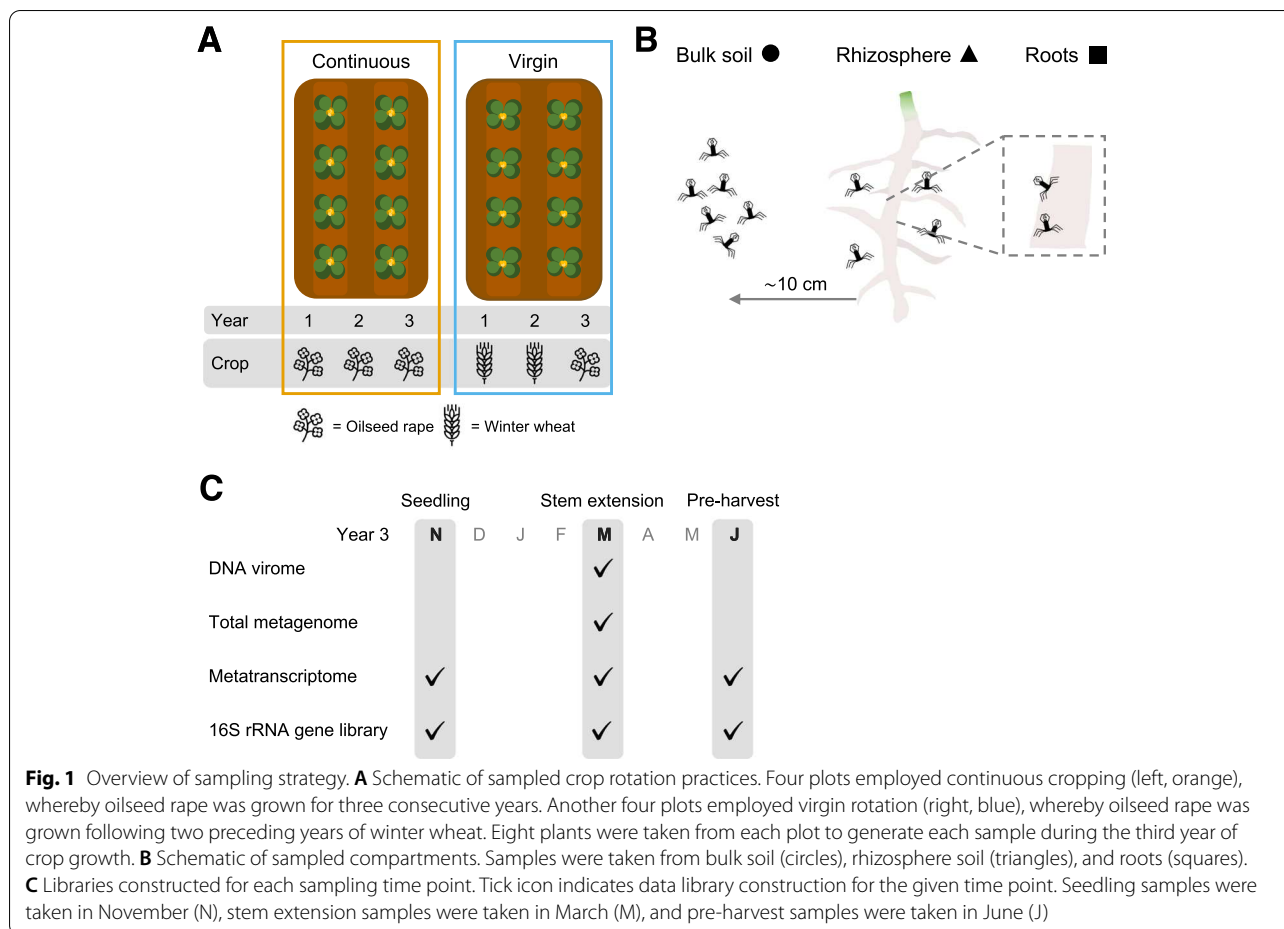 A
Continuous Virgin
Year 1 2 3 1 2 3
Crop
= Oilseed rape = Winter wheat
B
Bulk soil Rhizosphere Roots
~10 cm
C
Seedling Stem extension Pre-harvest
Year 3 N D J F M A M J
DNA virome
Total metagenome
Metatranscriptome
16S rRNA gene library
Fig. 1 Overview of sampling strategy. A Schematic of sampled crop rotation practices. Four plots employed continuous cropping (left, orange),
whereby oilseed rape was grown for three consecutive years. Another four plots employed virgin rotation (right, blue), whereby oilseed rape was
grown following two preceding years of winter wheat. Eight plants were taken from each plot to generate each sample during the third year of
crop growth. B Schematic of sampled compartments. Samples were taken from bulk soil (circles), rhizosphere soil (triangles), and roots (squares).
C Libraries constructed for each sampling time point. Tick icon indicates data library construction for the given time point. Seedling samples were
taken in November (N), stem extension samples were taken in March (M), and pre-harvest samples were taken in June (J)